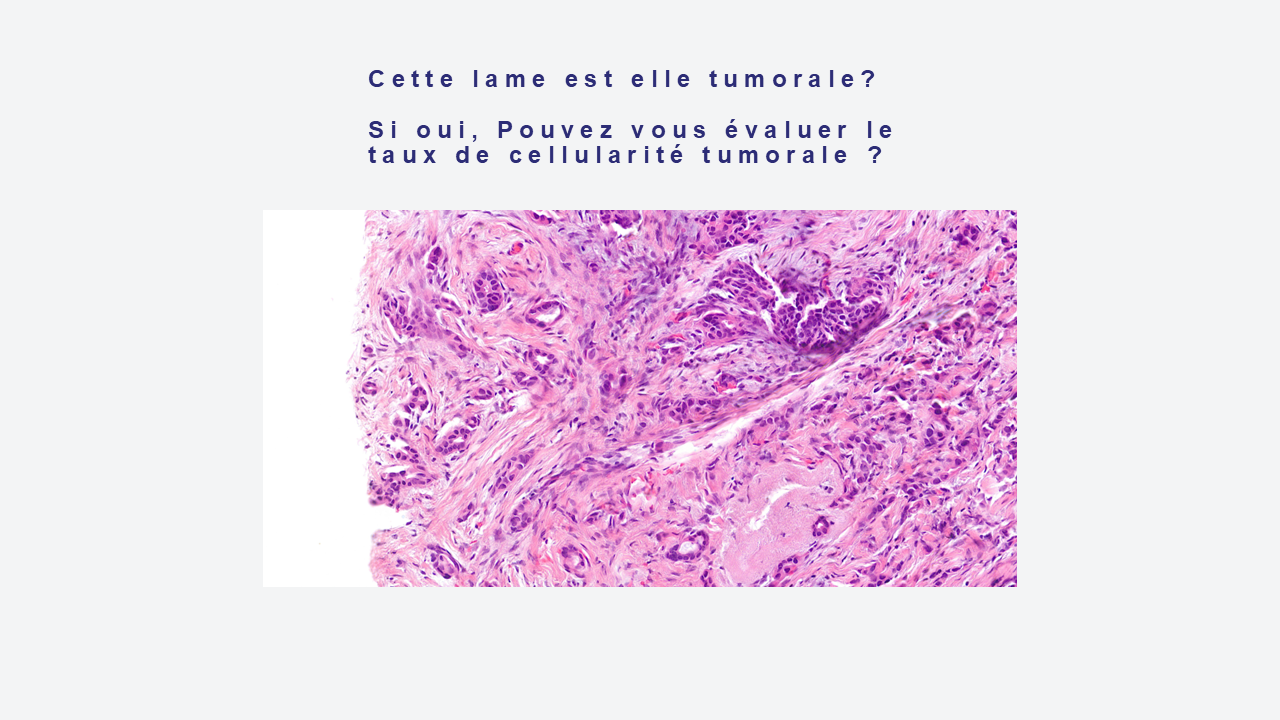 Cette lame est elle tumorale?
Si oui, Pouvez vous évaluer le
taux de cellularité tumorale ?